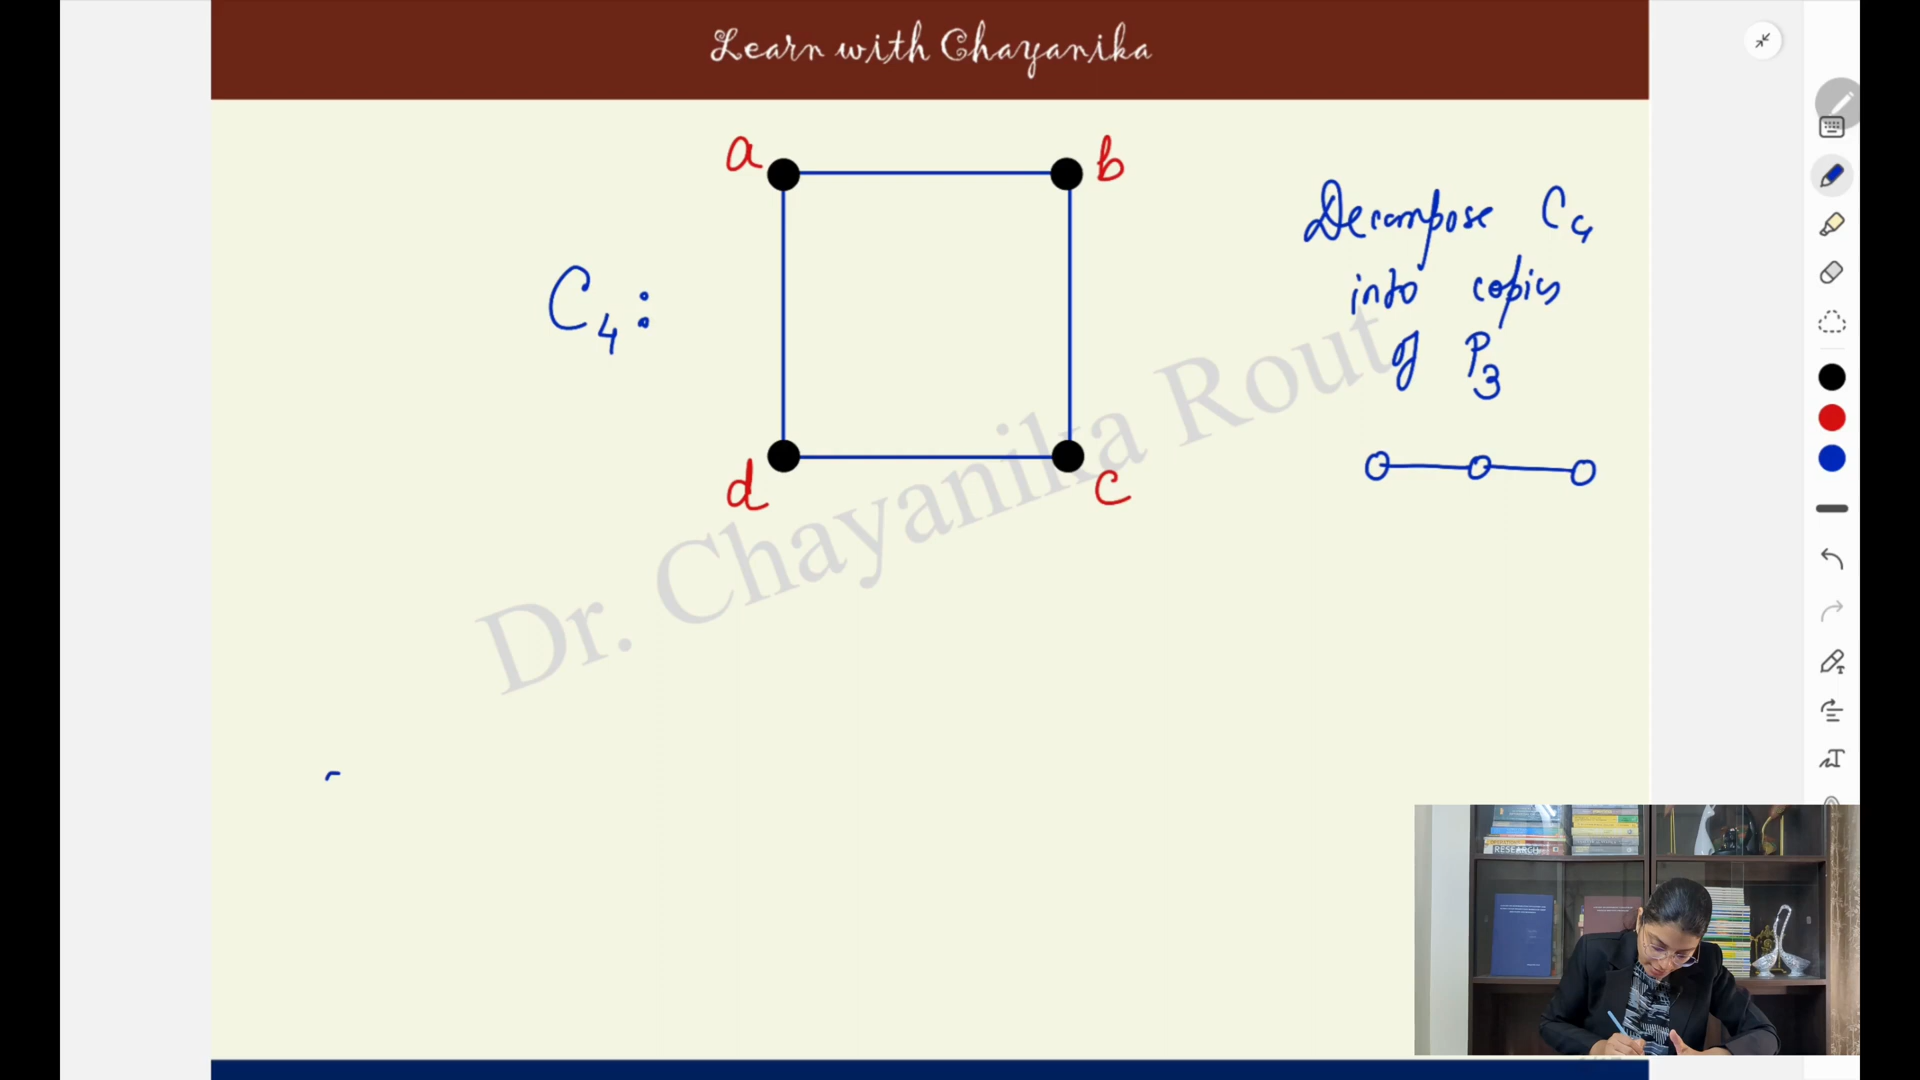 Learn with Chayanika
a
b
C4:
d
c
Decompose C4
into copies
of P3
Dr. Chayanika Rout
RESEARCH